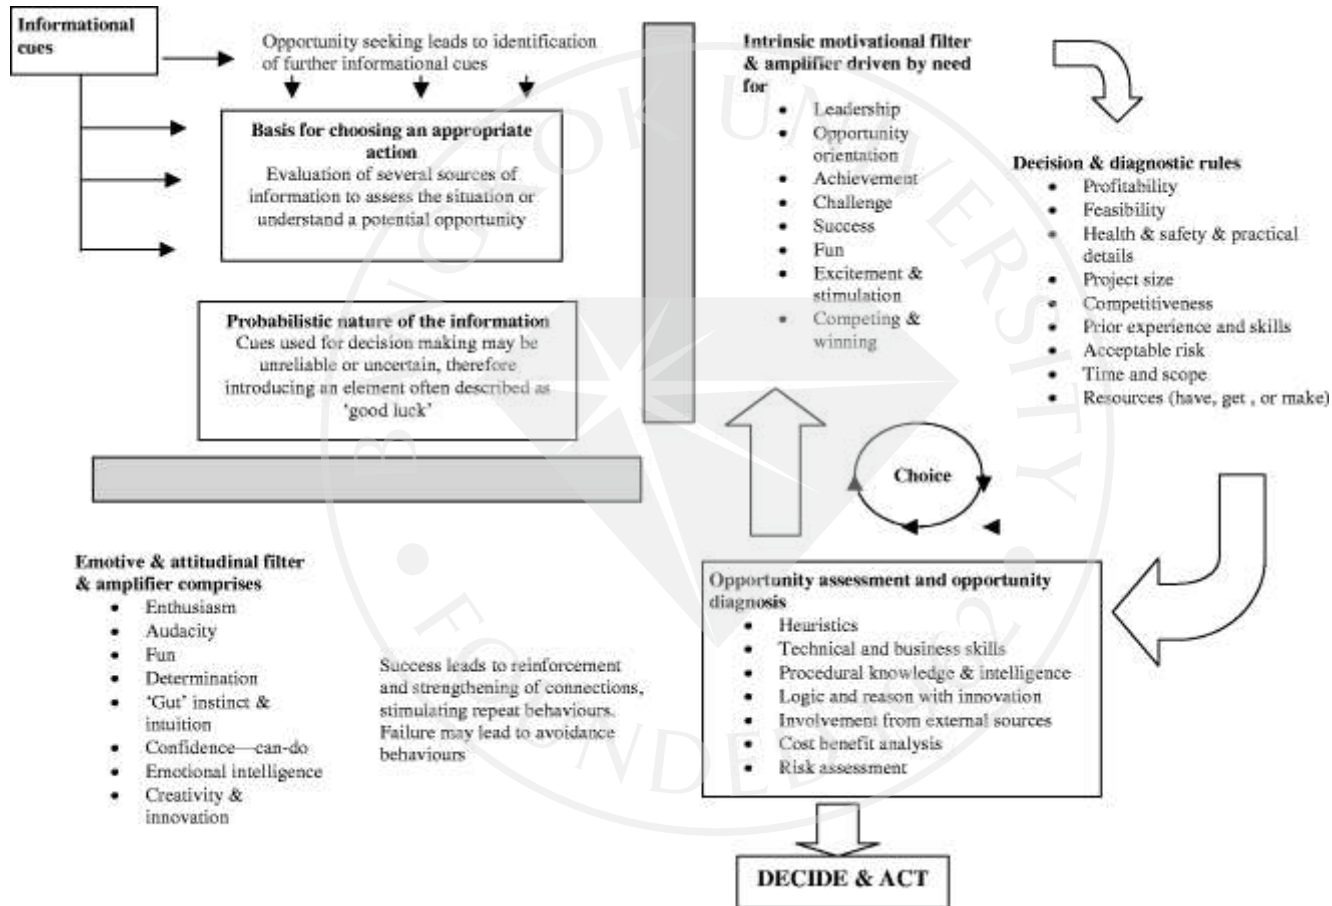 Informational
cues
Opportunity seeking leads to identification
of further informational cues
Basis for choosing an appropriate
action
Evaluation of several sources of
information to assess the situation or
understand a potential opportunity
Probabilistic nature of the information
Cues used for decision making may be
unreliable or uncertain, therefore
introducing an element often described as
‘good luck’
Intrinsic motivational filter
& amplifier driven by need
for
• Leadership
• Opportunity
orientation
• Achievement
• Challenge
• Success
• Fun
• Excitement &
stimulation
• Competing &
winning
Decision & diagnostic rules
• Profitability
• Feasibility
• Health & safety & practical
details
• Project size
• Competitiveness
• Prior experience and skills
• Acceptable risk
• Time and scope
• Resources (have, get , or make)
Choice
Emotive & attitudinal filter
& amplifier comprises
• Enthusiasm
• Audacity
• Fun
• Determination
• ‘Gut’ instinct &
intuition
• Confidence—can-do
• Emotional intelligence
• Creativity &
innovation
Success leads to reinforcement
and strengthening of connections,
stimulating repeat behaviours.
Failure may lead to avoidance
behaviours
Opportunity assessment and opportunity
diagnosis
• Heuristics
• Technical and business skills
• Procedural knowledge & intelligence
• Logic and reason with innovation
• Involvement from external sources
• Cost benefit analysis
• Risk assessment
DECIDE & ACT
UNIVERSITY